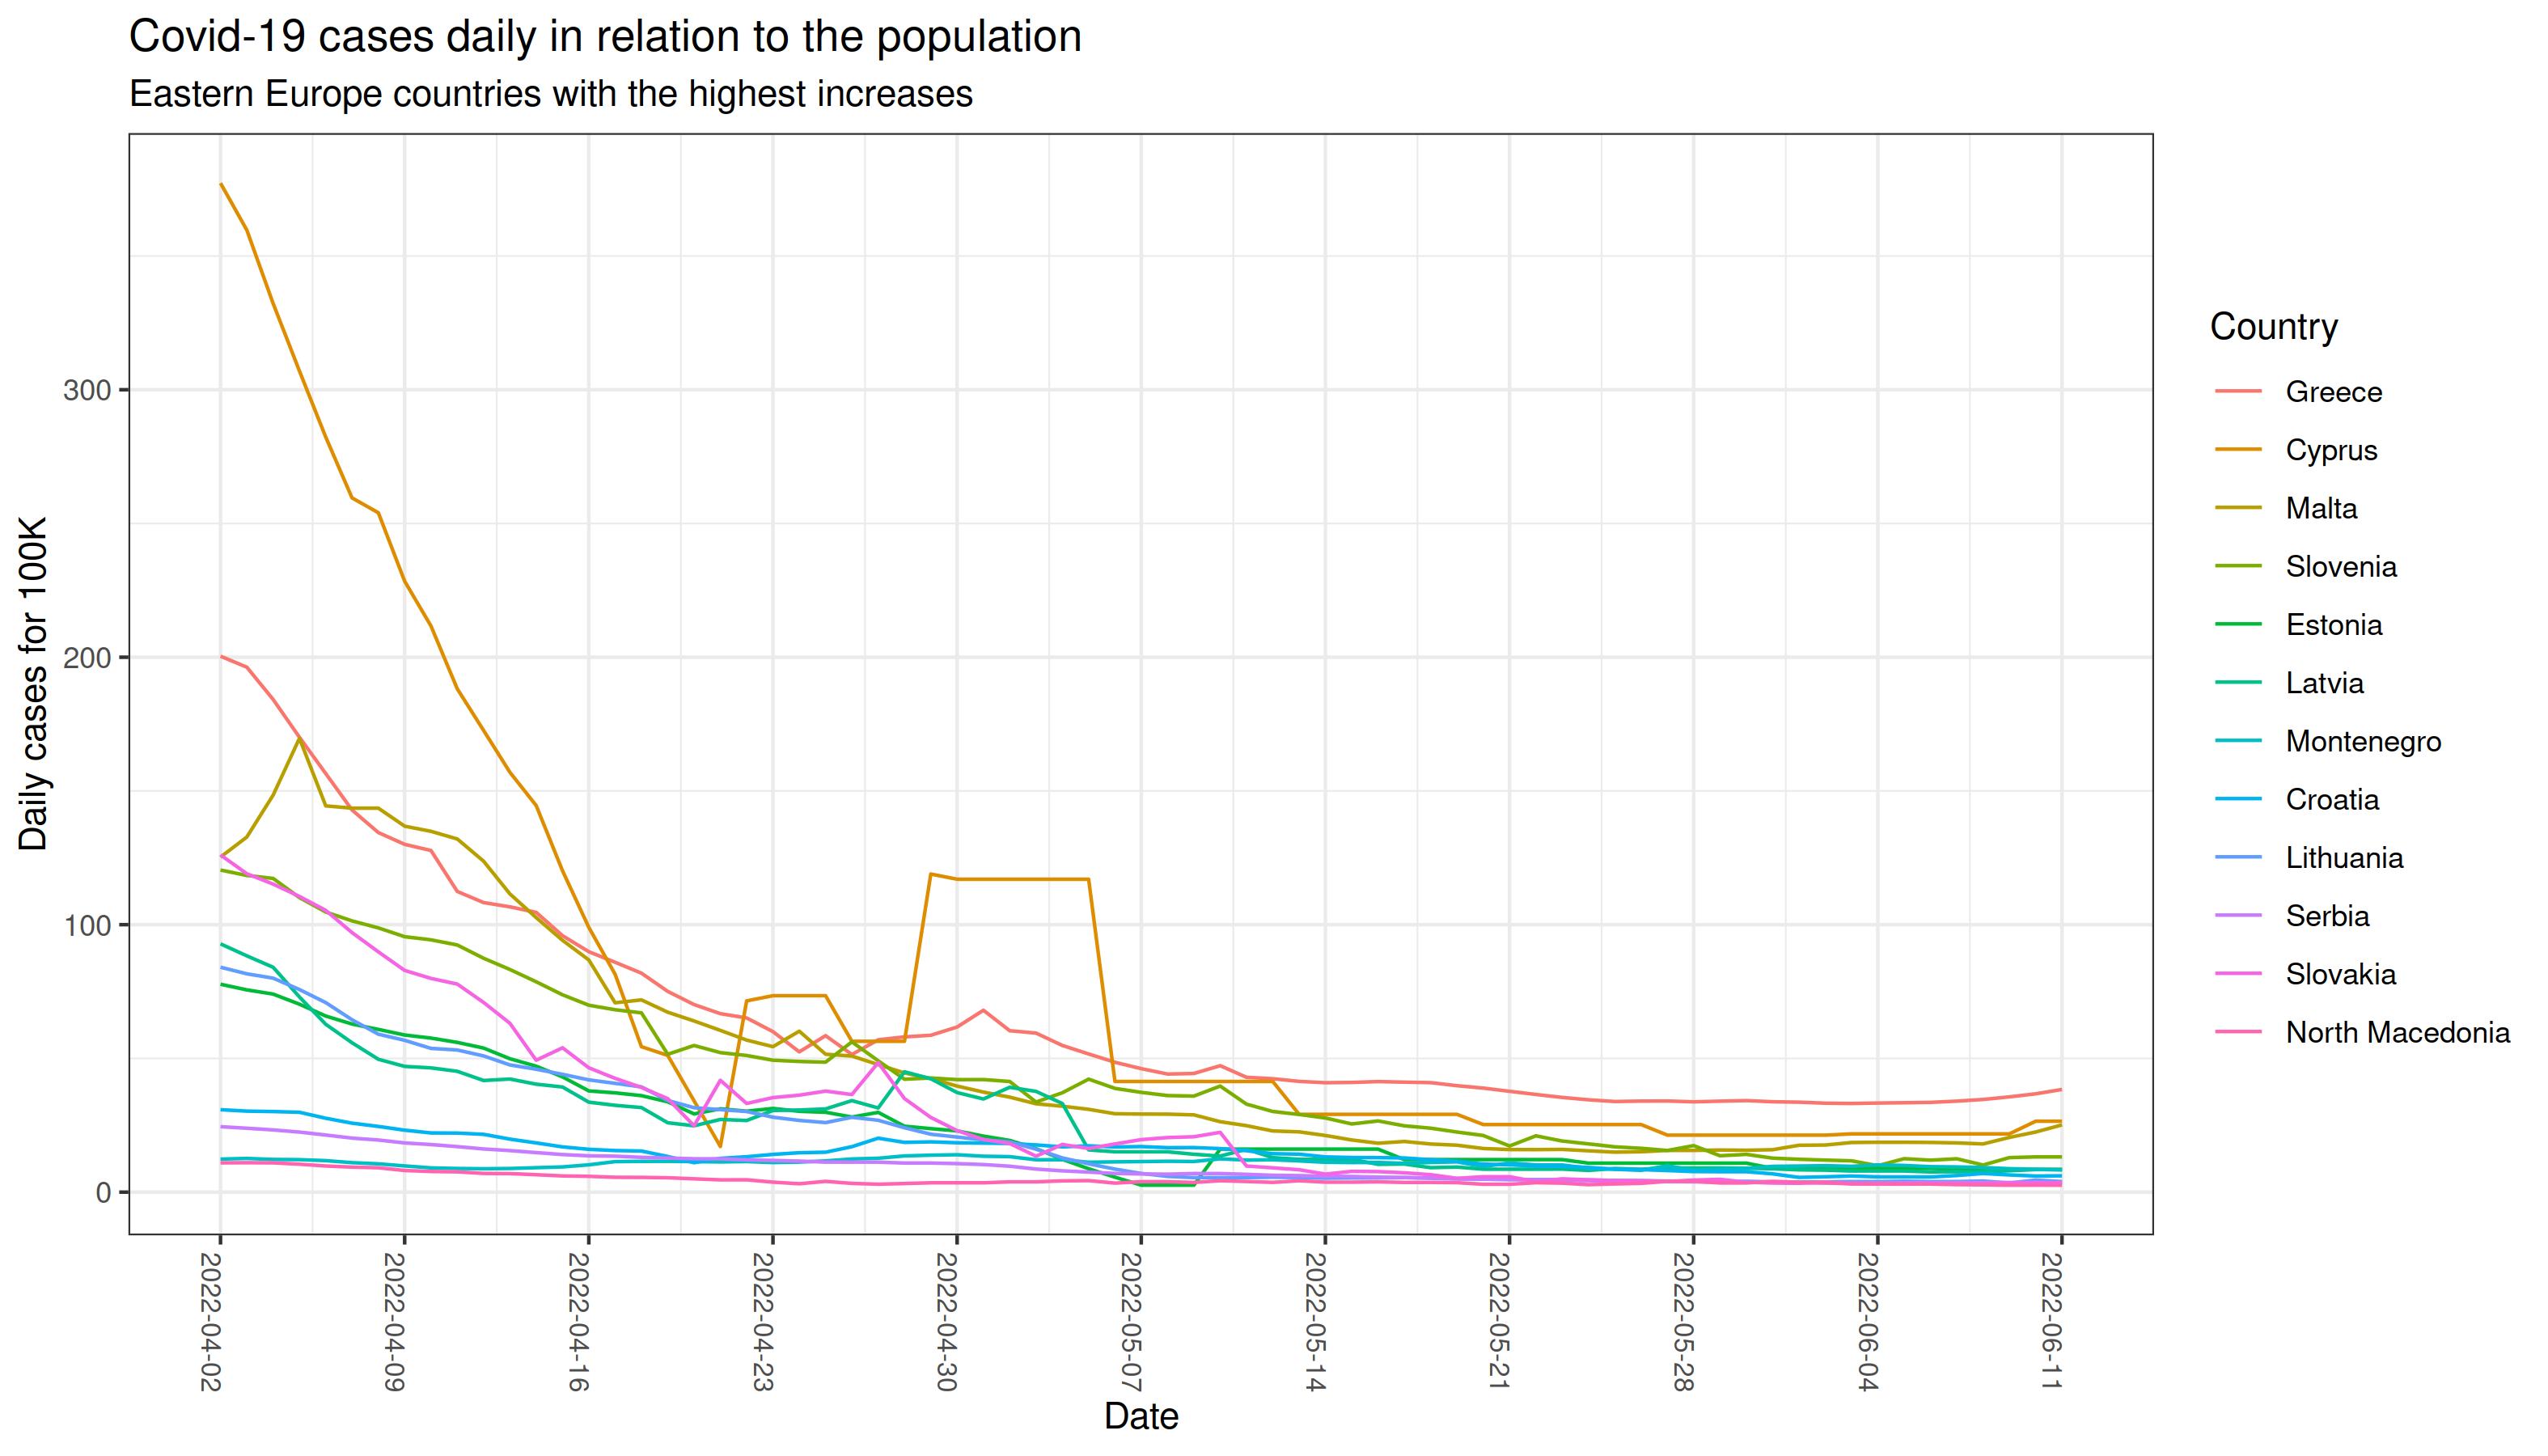 Covid-19 cases daily in relation to the population
Eastern Europe countries with the highest increases
Daily cases for 100K
300
200
100
0
2022-04-02
2022-04-09
2022-04-16
2022-04-23
2022-04-30
2022-05-07
2022-05-14
2022-05-21
2022-05-28
2022-06-04
2022-06-11
Date
Country
Greece
Cyprus
Malta
Slovenia
Estonia
Latvia
Montenegro
Croatia
Lithuania
Serbia
Slovakia
North Macedonia